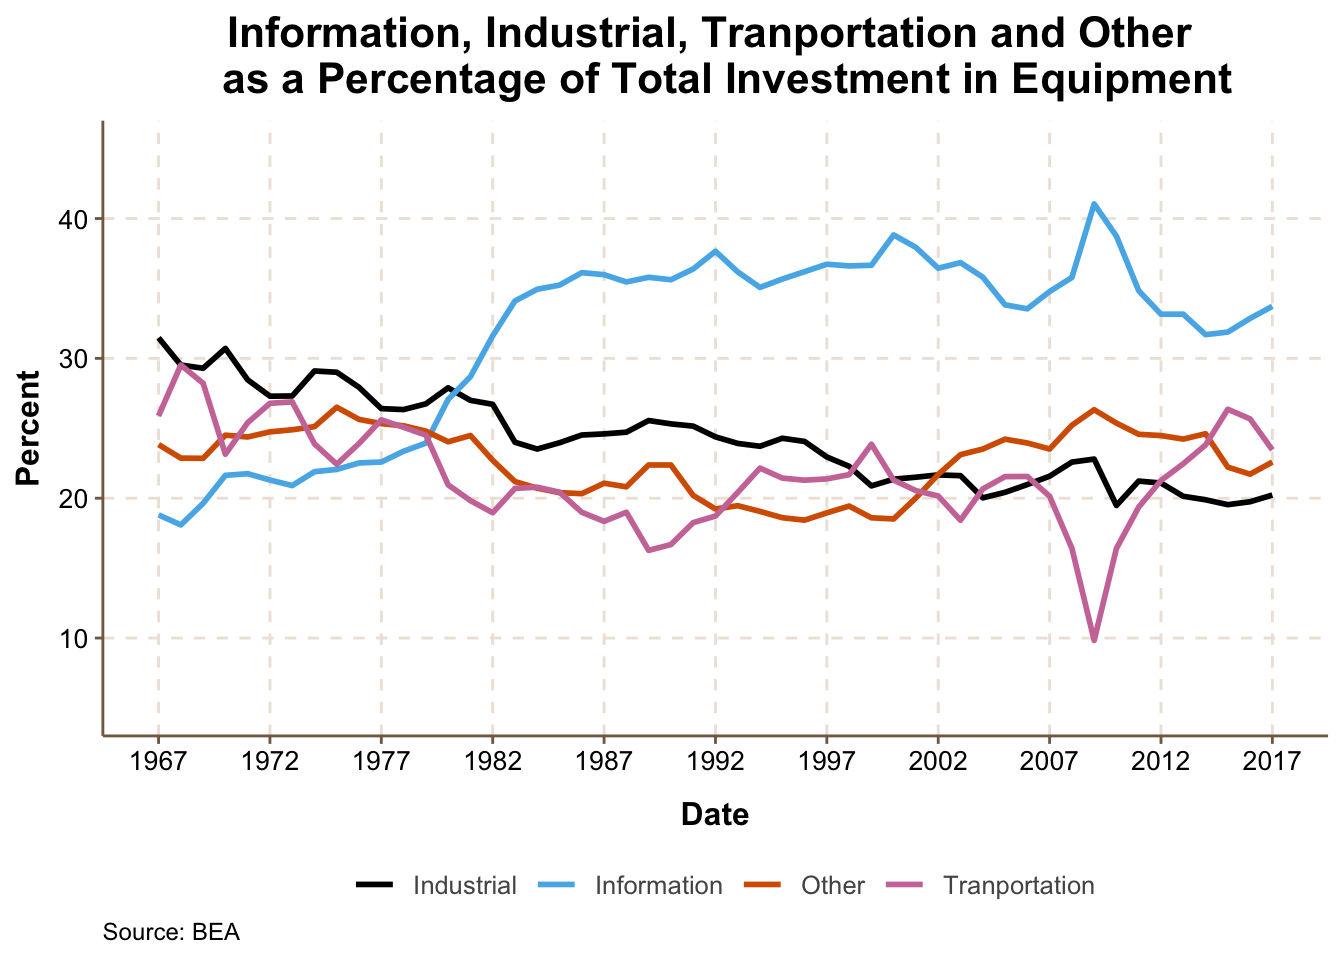 Information, Industrial, Tranportation and Other
as a Percentage of Total Investment in Equipment
Percent
40
30
20
10
1967 1972 1977 1982 1987 1992 1997 2002 2007 2012 2017
Date
Industrial Information Other Tranportation
Source: BEA